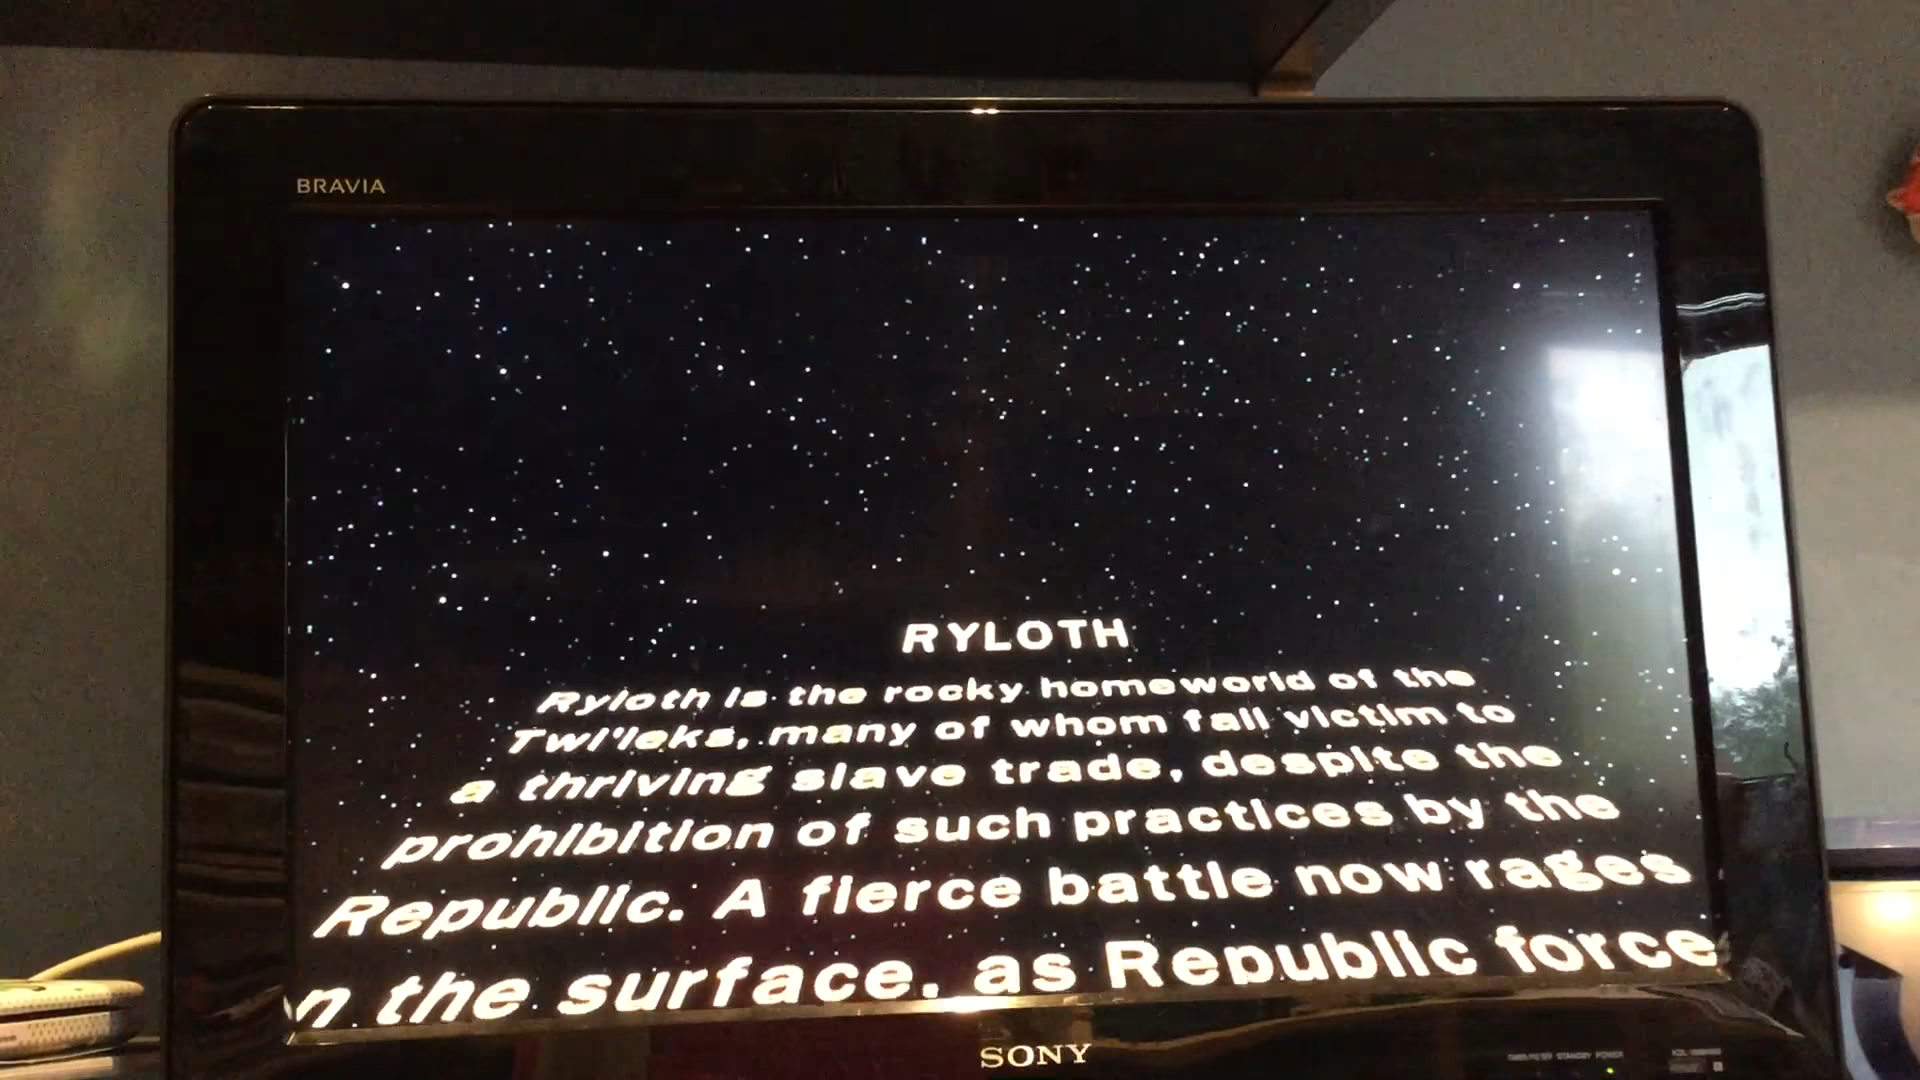 BRAVIA
RYLOTH
Ryloth is the rocky homeworld of the
Twi'leks, many of whom fall victim to
a thriving slave trade, despite the
prohibition of such practices by the
Republic. A fierce battle now rages
n the surface, as Republic force
SONY
STANDBY POWER